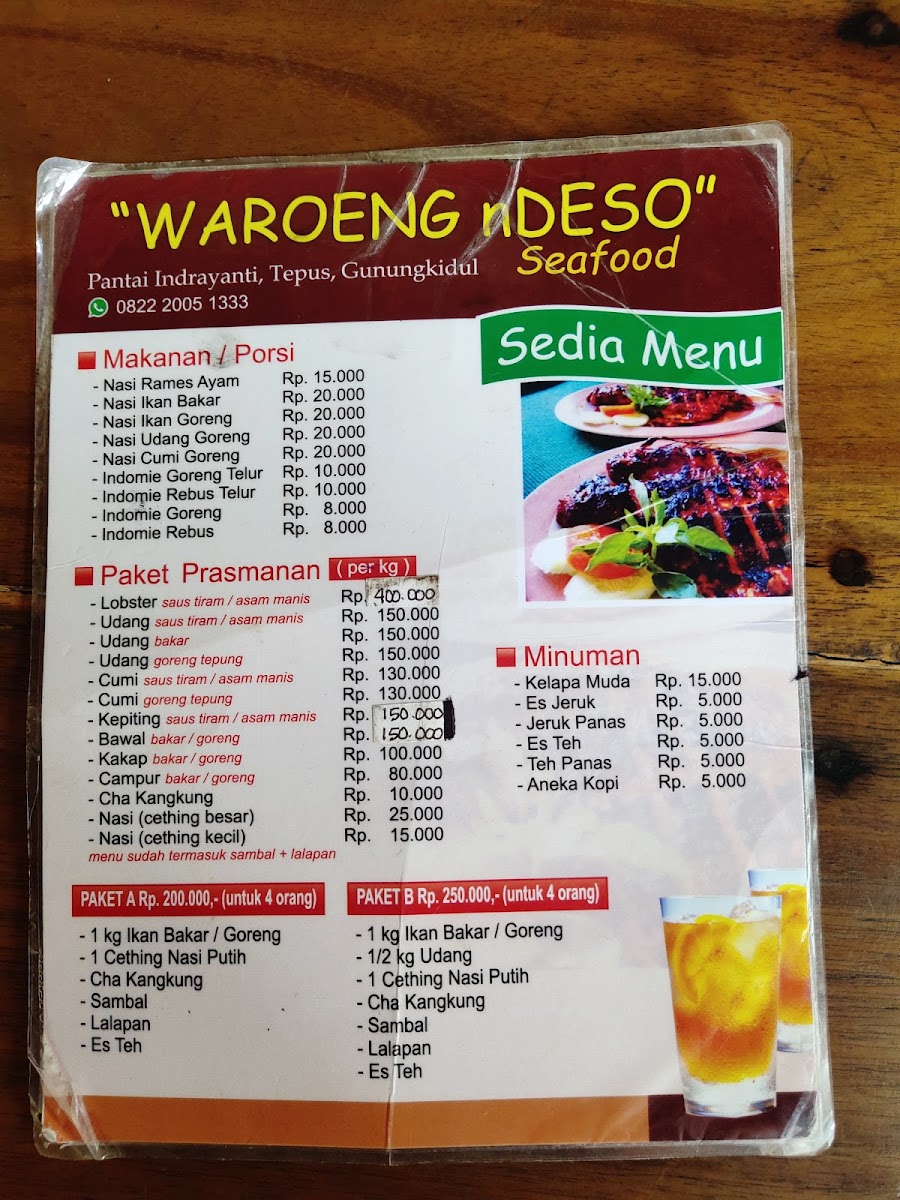 "WAROENG nDESO"
Seafood
Pantai Indrayanti, Tepus, Gunungkidul
0822 2005 1333
Sedia Menu
Makanan / Porsi
- Nasi Rames Ayam Rp. 15.000
- Nasi Ikan Bakar Rp. 20.000
- Nasi Ikan Goreng Rp. 20.000
- Nasi Udang Goreng Rp. 20.000
- Nasi Cumi Goreng Rp. 20.000
- Indomie Goreng Telur Rp. 10.000
- Indomie Rebus Telur Rp. 10.000
- Indomie Goreng Rp. 8.000
- Indomie Rebus Rp. 8.000
Paket Prasmanan ( per kg )
- Lobster saus tiram / asam manis Rp. 400.000
- Udang saus tiram / asam manis Rp. 150.000
- Udang bakar Rp. 150.000
- Udang goreng tepung Rp. 150.000
- Cumi saus tiram / asam manis Rp. 130.000
- Cumi goreng tepung Rp. 130.000
- Kepiting saus tiram / asam manis Rp. 150.000
- Bawal bakar / goreng Rp. 150.000
- Kakap bakar / goreng Rp. 100.000
- Campur bakar / goreng Rp. 80.000
- Cha Kangkung Rp. 10.000
- Nasi (cething besar) Rp. 25.000
- Nasi (cething kecil) Rp. 15.000
menu sudah termasuk sambal + lalapan
Minuman
- Kelapa Muda Rp. 15.000
- Es Jeruk Rp. 5.000
- Jeruk Panas Rp. 5.000
- Es Teh Rp. 5.000
- Teh Panas Rp. 5.000
- Aneka Kopi Rp. 5.000
PAKET A Rp. 200.000,- (untuk 4 orang)
- 1 kg Ikan Bakar / Goreng
- 1 Cething Nasi Putih
- Cha Kangkung
- Sambal
- Lalapan
- Es Teh
PAKET B Rp. 250.000,- (untuk 4 orang)
- 1 kg Ikan Bakar / Goreng
- 1/2 kg Udang
- 1 Cething Nasi Putih
- Cha Kangkung
- Sambal
- Lalapan
- Es Teh